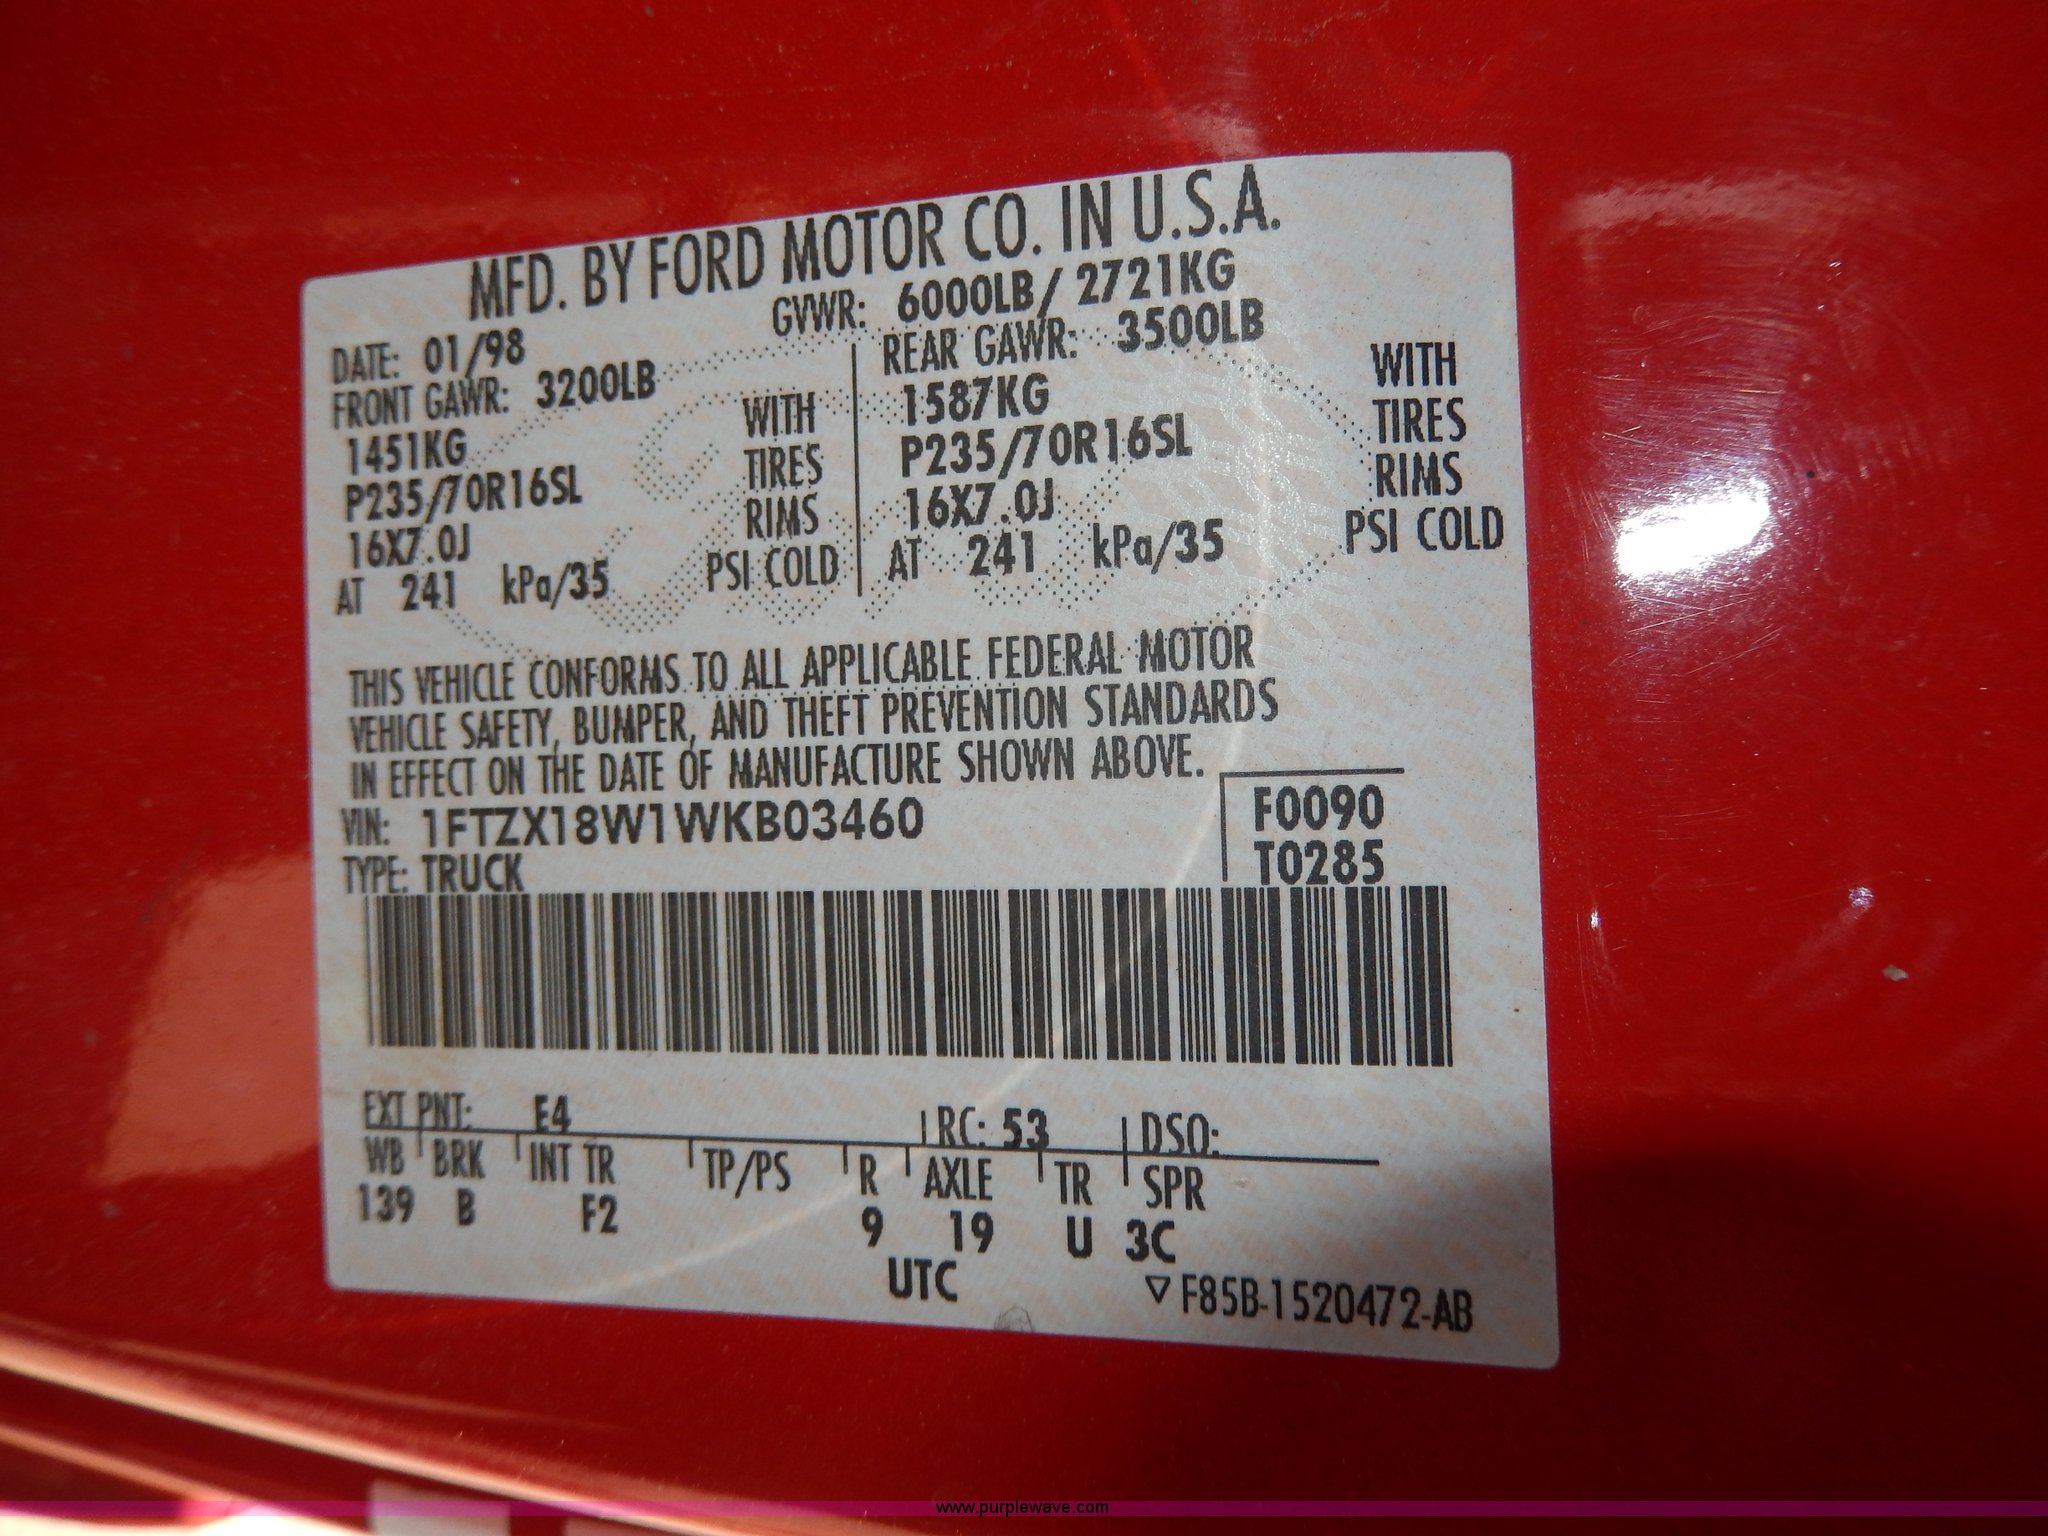 MFD. BY FORD MOTOR CO. IN U.S.A.
DATE: 01/98 GVWR: 6000LB/ 2721KG
FRONT GAWR: 3200LB REAR GAWR: 3500LB
1451KG WITH 1587KG WITH
P235/70R16SL TIRES P235/70R16SL TIRES
16X7.0J RIMS 16X7.0J RIMS
AT 241 kPa/35 PSI COLD AT 241 kPa/35 PSI COLD
THIS VEHICLE CONFORMS TO ALL APPLICABLE FEDERAL MOTOR
VEHICLE SAFETY, BUMPER, AND THEFT PREVENTION STANDARDS
IN EFFECT ON THE DATE OF MANUFACTURE SHOWN ABOVE.
VIN: 1FTZX18W1WKB03460 F0090
TYPE: TRUCK T0285
EXT PNT: E4 RC: 53 DSO:
WB BRK INT TR TP/PS R AXLE TR SPR
139 B F2 9 19 U 3C
UTC ▽F85B-1520472-AB
www.purplewave.com